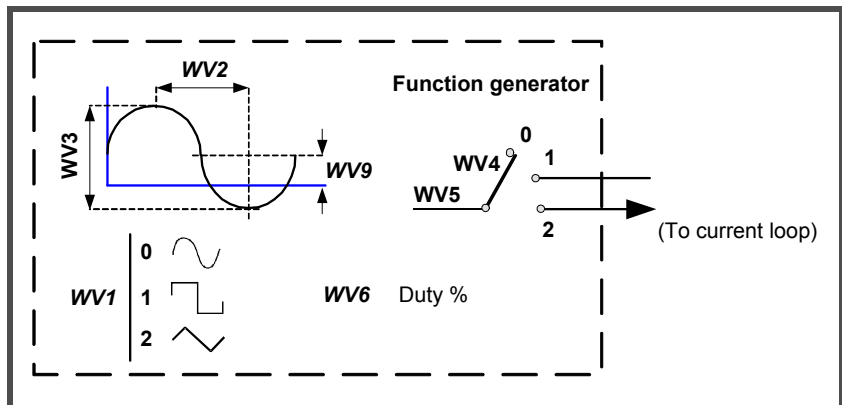 WV2
Function generator
WV3
WV9
0
WV4
1
WV5
2
(To current loop)
0
WV1 1
2
WV6 Duty %